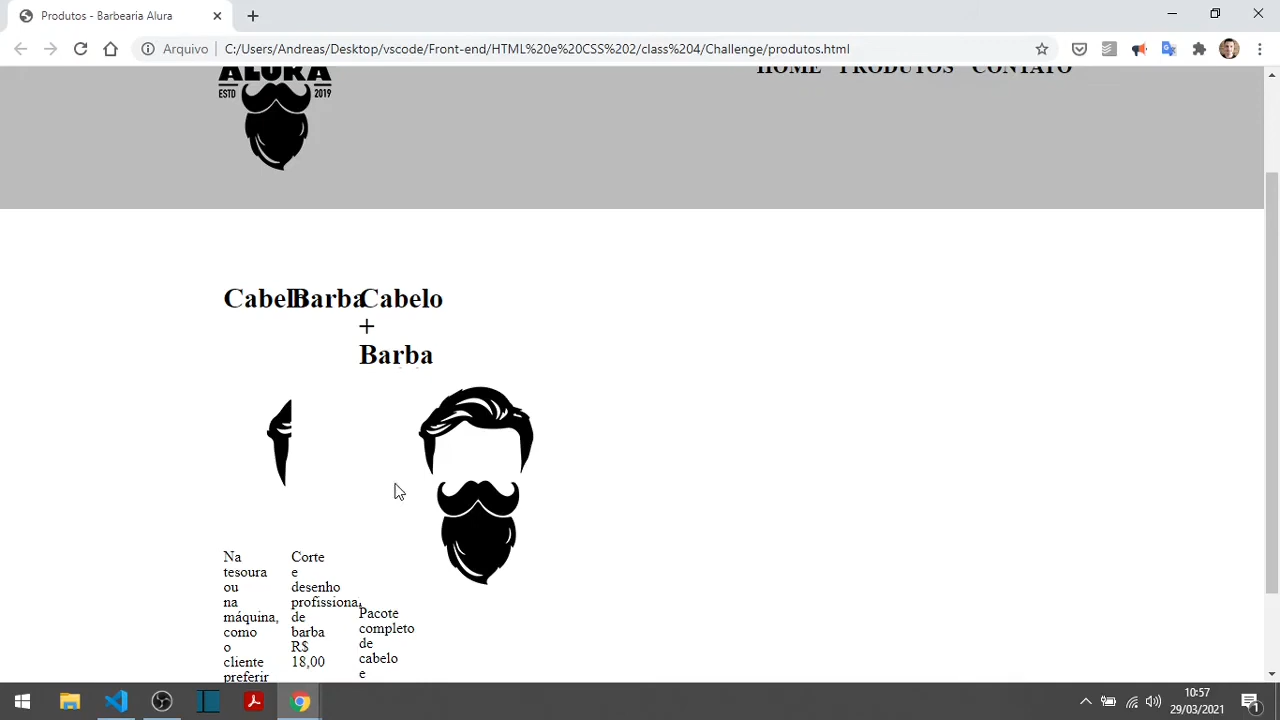 Produtos - Barbearia Alura
Arquivo
C:/Users/Andreas/Desktop/vscode/Front-end/HTML%20e%20CSS%202/class%204/Challenge/produtos.html
ALURA
ESTD 2019
HOME PRODUTOS CONTATO
Barba
Cabelo
+
Barba
Na
tesoura
ou
na
máquina,
como
o
cliente
preferir
Corte
e
desenho
de
barba
R$
18,00
Pacote
completo
de
cabelo
e
10:57
29/03/2021
1